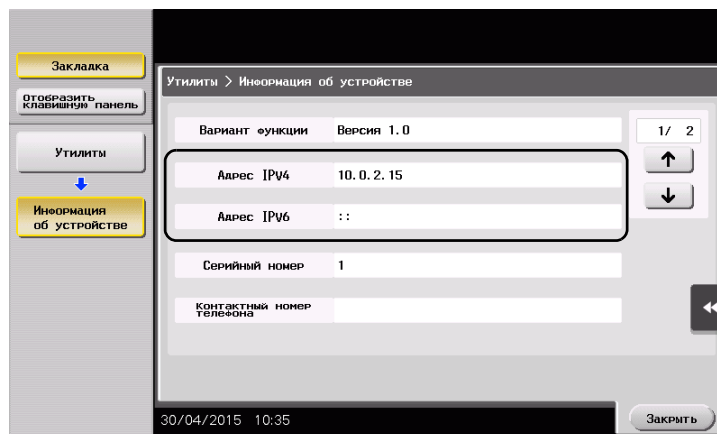 Закладка
Отобразить
клавишную панель
Утилиты
Информация
об устройстве
Утилиты > Информация об устройстве
Вариант функции Версия 1.0
1/ 2
Адрес IPv4 10.0.2.15
Адрес IPv6 ::
Серийный номер 1
Контактный номер
телефона
30/04/2015 10:35
Закрыть